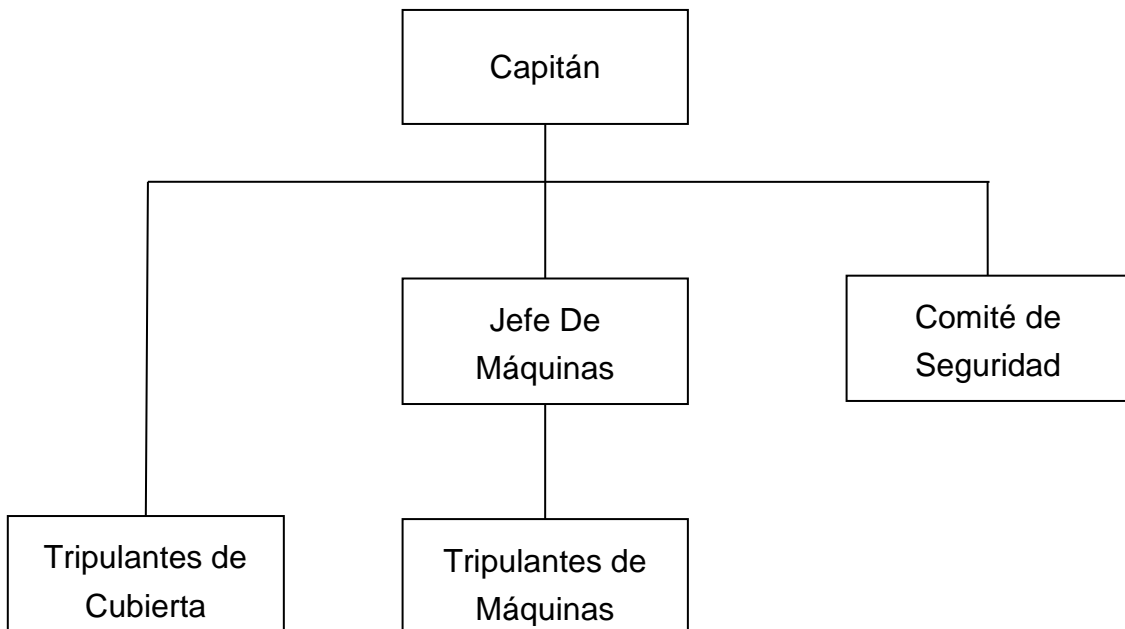 Capitán
Jefe De
Máquinas
Comité de
Seguridad
Tripulantes de
Cubierta
Tripulantes de
Máquinas